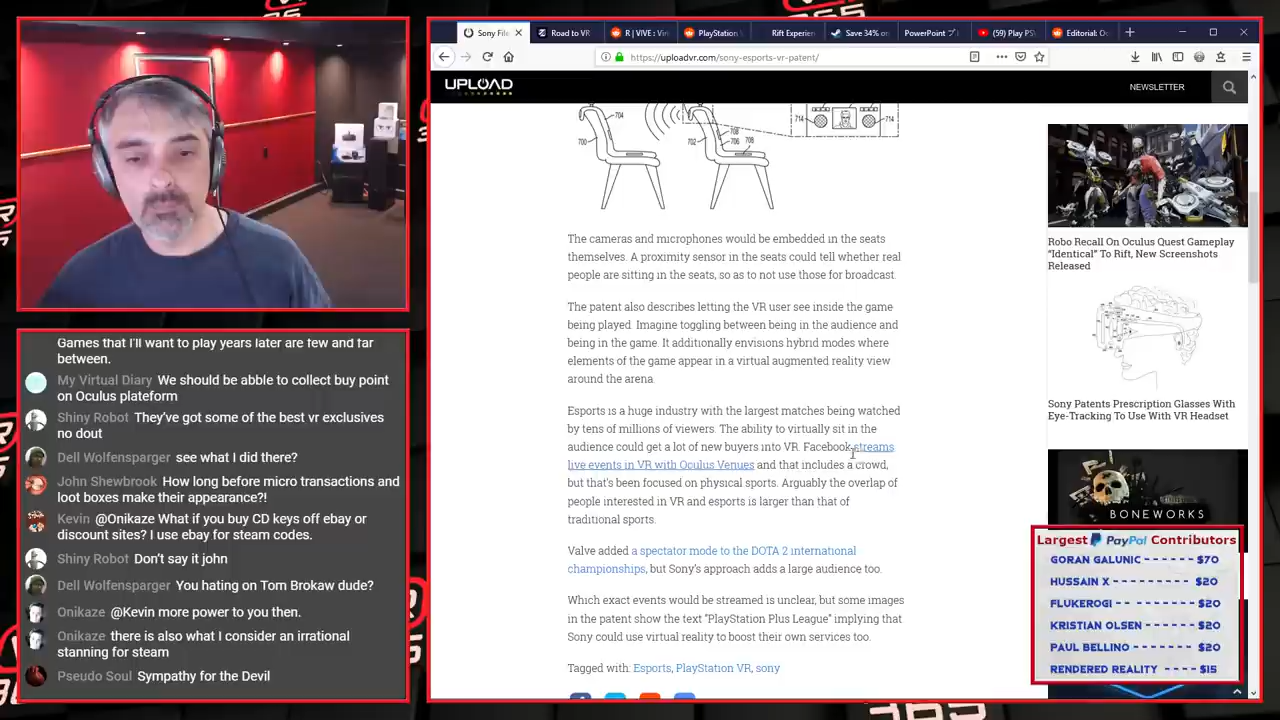 Sony File
Road to VR
R | VIVE : Virt
PlayStation V
Rift Experien
Save 34% on
PowerPoint プ
(59) Play PSV
Editorial: Oc
https://uploadvr.com/sony-esports-vr-patent/
UPLOAD
NEWSLETTER
704
700
708
706
702
708
714
714
The cameras and microphones would be embedded in the seats
themselves. A proximity sensor in the seats could tell whether real
people are sitting in the seats, so as to not use those for broadcast.
The patent also describes letting the VR user see inside the game
being played. Imagine toggling between being in the audience and
being in the game. It additionally envisions hybrid modes where
elements of the game appear in a virtual augmented reality view
around the arena.
Esports is a huge industry with the largest matches being watched
by tens of millions of viewers. The ability to virtually sit in the
audience could get a lot of new buyers into VR. Facebook streams
live events in VR with Oculus Venues and that includes a crowd,
but that's been focused on physical sports. Arguably the overlap of
people interested in VR and esports is larger than that of
traditional sports.
Valve added a spectator mode to the DOTA 2 international
championships, but Sony's approach adds a large audience too.
Which exact events would be streamed is unclear, but some images
in the patent show the text "PlayStation Plus League" implying that
Sony could use virtual reality to boost their own services too.
Tagged with: Esports, PlayStation VR, sony
Robo Recall On Oculus Quest Gameplay
"Identical" To Rift, New Screenshots
Released
Sony Patents Prescription Glasses With
Eye-Tracking To Use With VR Headset
BONEWORKS
Largest PayPal Contributors
GORAN GALUNIC ------ $70
HUSSAIN X ---------- $20
FLUKEROGI ---------- $20
KRISTIAN OLSEN ----- $20
PAUL BELLINO ------- $20
RENDERED REALITY ---- $15
Games that I'll want to play years later are few and far
between.
My Virtual Diary We should be abble to collect buy point
on Oculus plateform
Shiny Robot They've got some of the best vr exclusives
no dout
Dell Wolfensparger see what I did there?
John Shewbrook How long before micro transactions and
loot boxes make their appearance?!
Kevin @Onikaze What if you buy CD keys off ebay or
discount sites? I use ebay for steam codes.
Shiny Robot Don't say it john
Dell Wolfensparger You hating on Tom Brokaw dude?
Onikaze @Kevin more power to you then.
Onikaze there is also what I consider an irrational
stanning for steam
Pseudo Soul Sympathy for the Devil